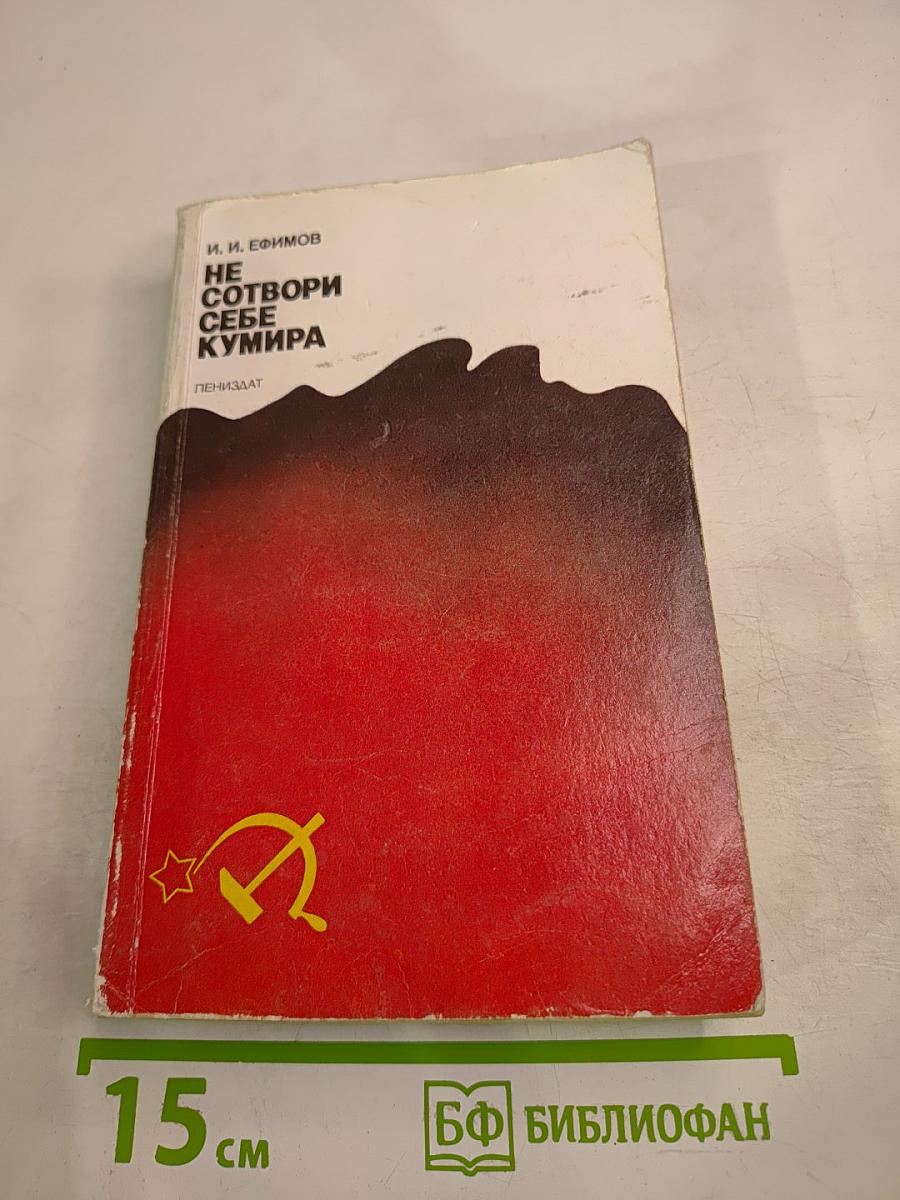 И. И. ЕФИМОВ
НЕ
СОТВОРИ
СЕБЕ
КУМИРА
ЛЕНИЗДАТ
15 см
БФ БИБЛИОФАН